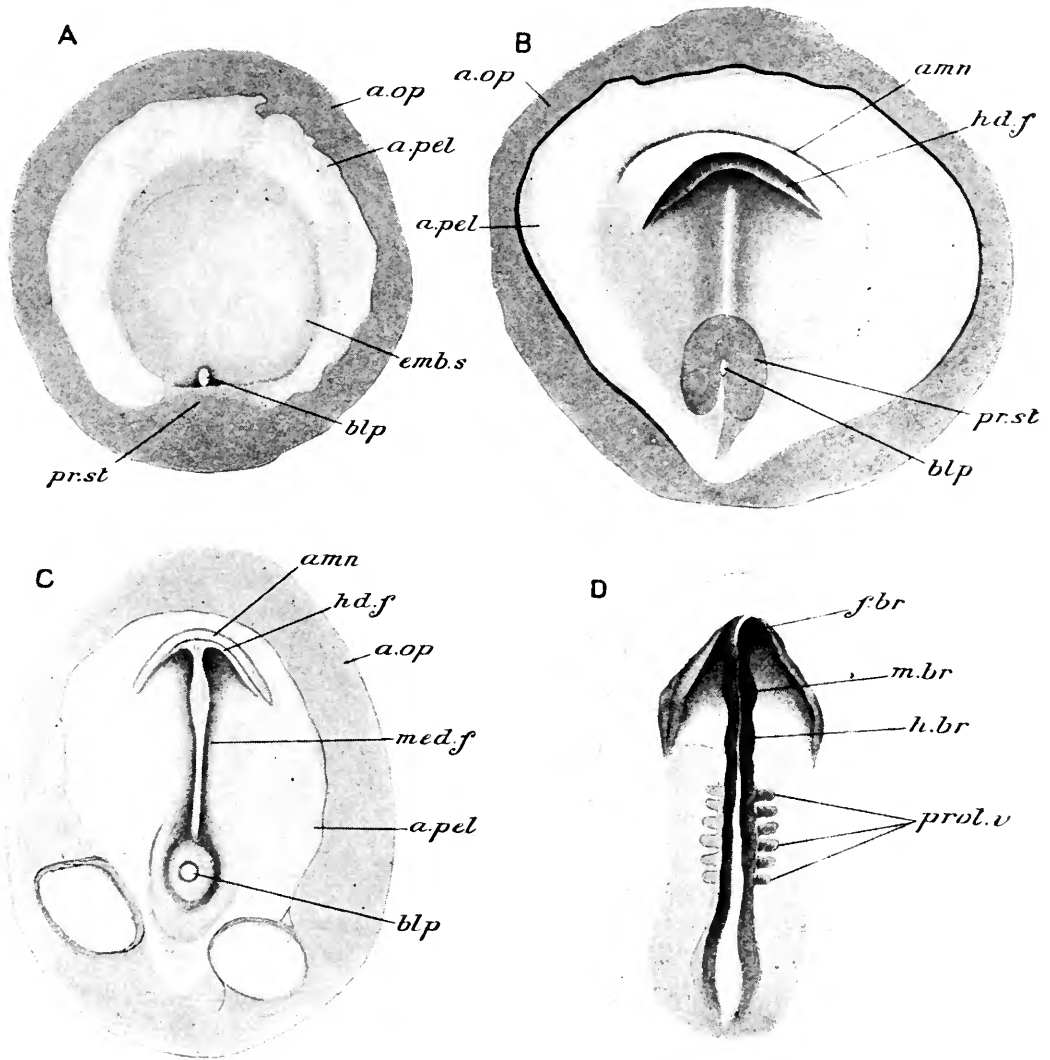 A
a.op
a.pel
emb.s
blp
pr.st
B
a.op
amn
hd.f
a.pel
pr.st
blp
C
amn
hd.f
a.op
med.f
a.pel
blp
D
f.br
m.br
h.br
prot.v